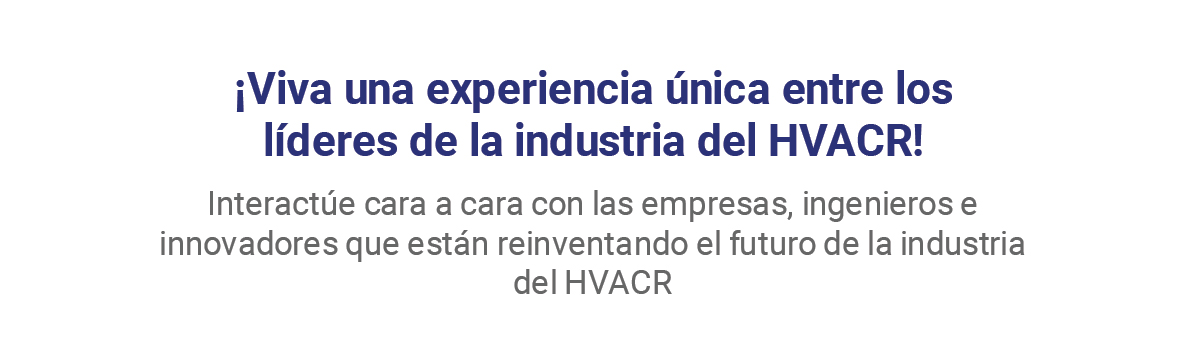 ¡Viva una experiencia única entre los
líderes de la industria del HVACR!
Interactúe cara a cara con las empresas, ingenieros e
innovadores que están reinventando el futuro de la industria
del HVACR